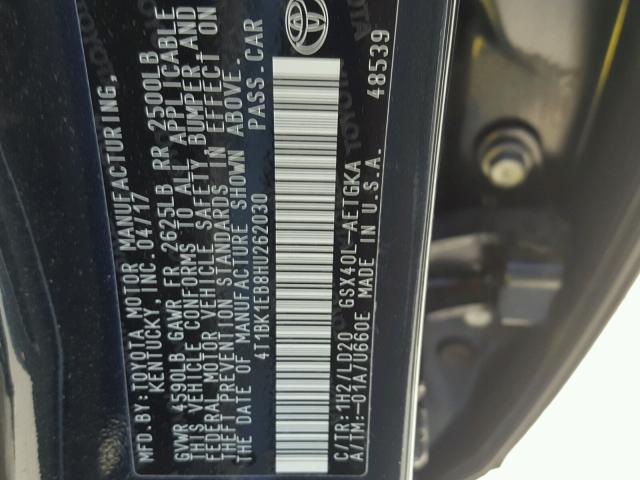 MFD.BY:TOYOTA MOTOR MANUFACTURING,
KENTUCKY, INC. 04/17
GVWR 4590LB GAWR FR 2625LB RR 2500LB
THIS VEHICLE CONFORMS TO ALL APPLICABLE
FEDERAL MOTOR VEHICLE SAFETY, BUMPER, AND
THEFT PREVENTION STANDARDS IN EFFECT ON
THE DATE OF MANUFACTURE SHOWN ABOVE.
4T1BK1EB8HU262030 PASS.CAR
C/TR:1H2/LD20 GSX40L-AETGKA
A/TM:-01A/U660E MADE IN U.S.A. 48539